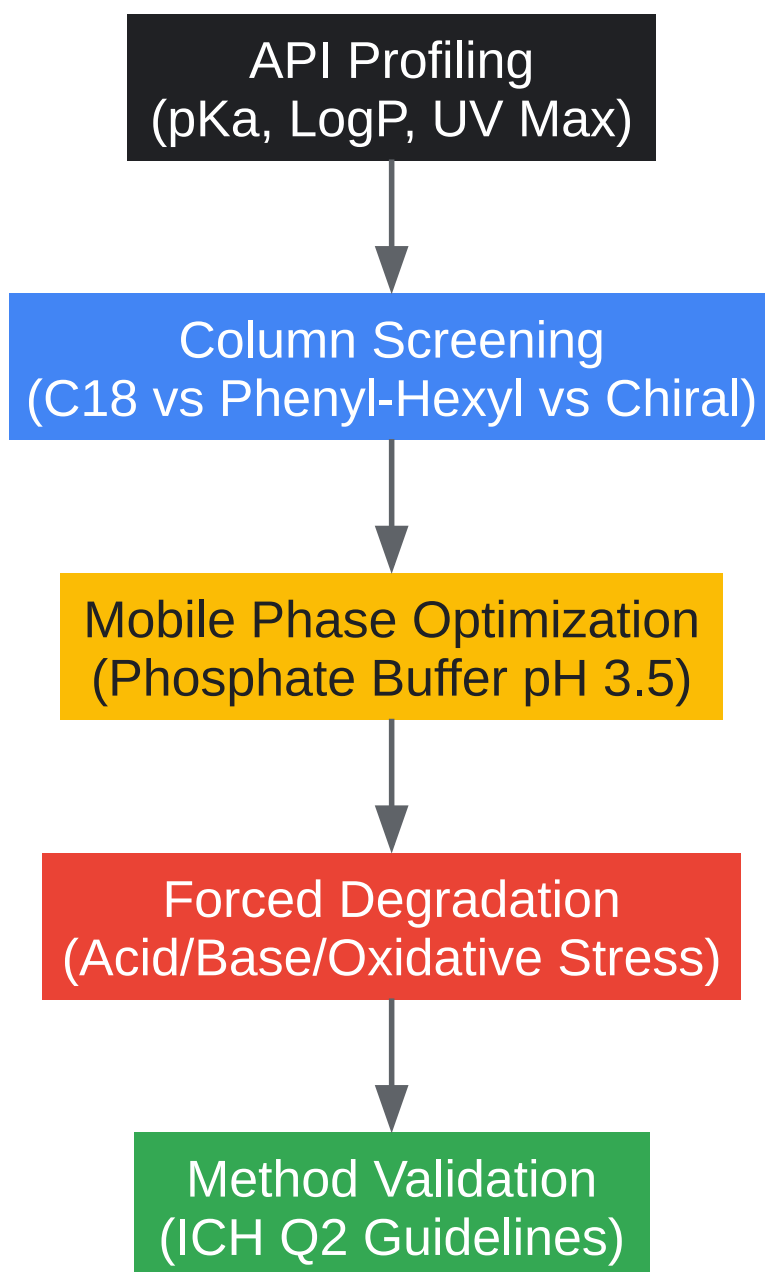 API Profiling
(pKa, LogP, UV Max)
Column Screening
(C18 vs Phenyl-Hexyl vs Chiral)
Mobile Phase Optimization
(Phosphate Buffer pH 3.5)
Forced Degradation
(Acid/Base/Oxidative Stress)
Method Validation
(ICH Q2 Guidelines)